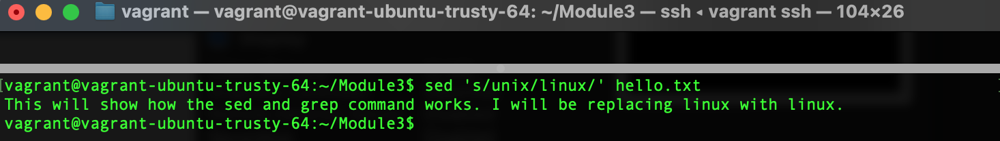 vagrant — vagrant@vagrant-ubuntu-trusty-64: ~/Module3 — ssh ◂ vagrant ssh — 104×26
[vagrant@vagrant-ubuntu-trusty-64:~/Module3$ sed 's/unix/linux/' hello.txt ]
This will show how the sed and grep command works. I will be replacing linux with linux.
vagrant@vagrant-ubuntu-trusty-64:~/Module3$